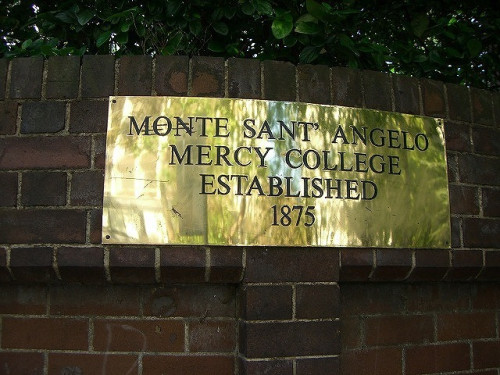 MONTE SANT' ANGELO
MERCY COLLEGE
ESTABLISHED
1875